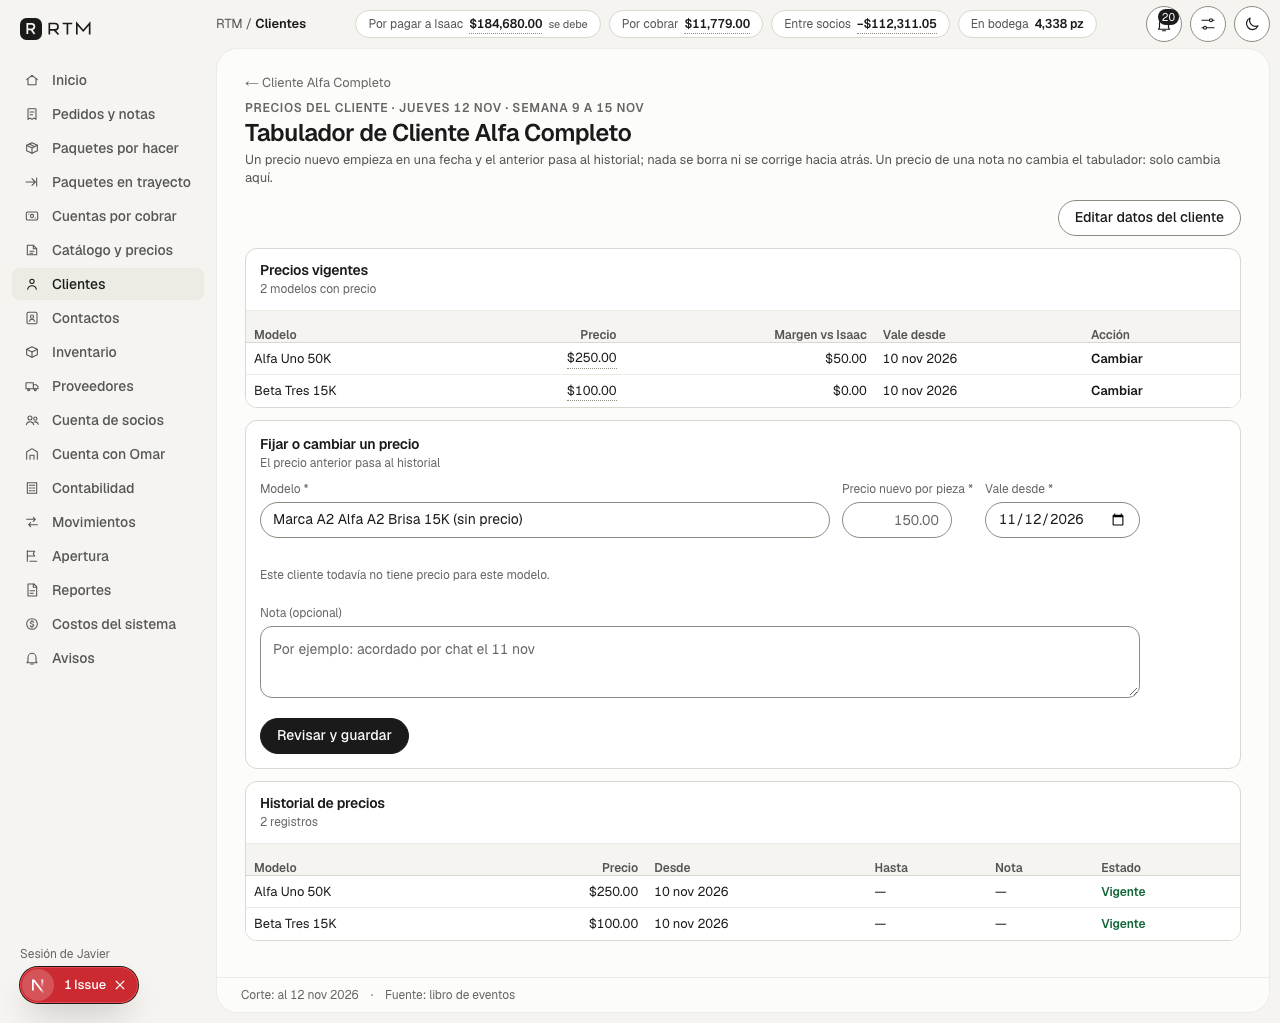 R RTM
RTM / Clientes
Por pagar a Isaac $184,680.00 se debe
Por cobrar $11,779.00
Entre socios −$112,311.05
En bodega 4,338 pz
20
Inicio
Pedidos y notas
Paquetes por hacer
Paquetes en trayecto
Cuentas por cobrar
Catálogo y precios
Clientes
Contactos
Inventario
Proveedores
Cuenta de socios
Cuenta con Omar
Contabilidad
Movimientos
Apertura
Reportes
Costos del sistema
Avisos
Sesión de Javier
N 1 Issue ×
← Cliente Alfa Completo
PRECIOS DEL CLIENTE · JUEVES 12 NOV · SEMANA 9 A 15 NOV
Tabulador de Cliente Alfa Completo
Un precio nuevo empieza en una fecha y el anterior pasa al historial; nada se borra ni se corrige hacia atrás. Un precio de una nota no cambia el tabulador: solo cambia
aquí.
Editar datos del cliente
Precios vigentes
2 modelos con precio
Modelo Precio Margen vs Isaac Vale desde Acción
Alfa Uno 50K $250.00 $50.00 10 nov 2026 Cambiar
Beta Tres 15K $100.00 $0.00 10 nov 2026 Cambiar
Fijar o cambiar un precio
El precio anterior pasa al historial
Modelo * Precio nuevo por pieza * Vale desde *
Marca A2 Alfa A2 Brisa 15K (sin precio) 150.00 11/12/2026
Este cliente todavía no tiene precio para este modelo.
Nota (opcional)
Por ejemplo: acordado por chat el 11 nov
Revisar y guardar
Historial de precios
2 registros
Modelo Precio Desde Hasta Nota Estado
Alfa Uno 50K $250.00 10 nov 2026 — — Vigente
Beta Tres 15K $100.00 10 nov 2026 — — Vigente
Corte: al 12 nov 2026 · Fuente: libro de eventos